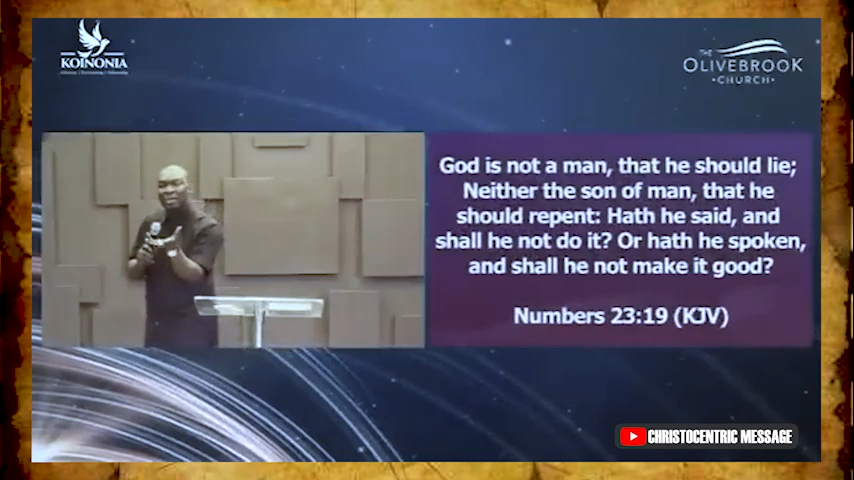 KOINONIA
THE
OLIVEBROOK
CHURCH
God is not a man, that he should lie;
Neither the son of man, that he
should repent: Hath he said, and
shall he not do it? Or hath he spoken,
and shall he not make it good?
Numbers 23:19 (KJV)
CHRISTOCENTRIC MESSAGE